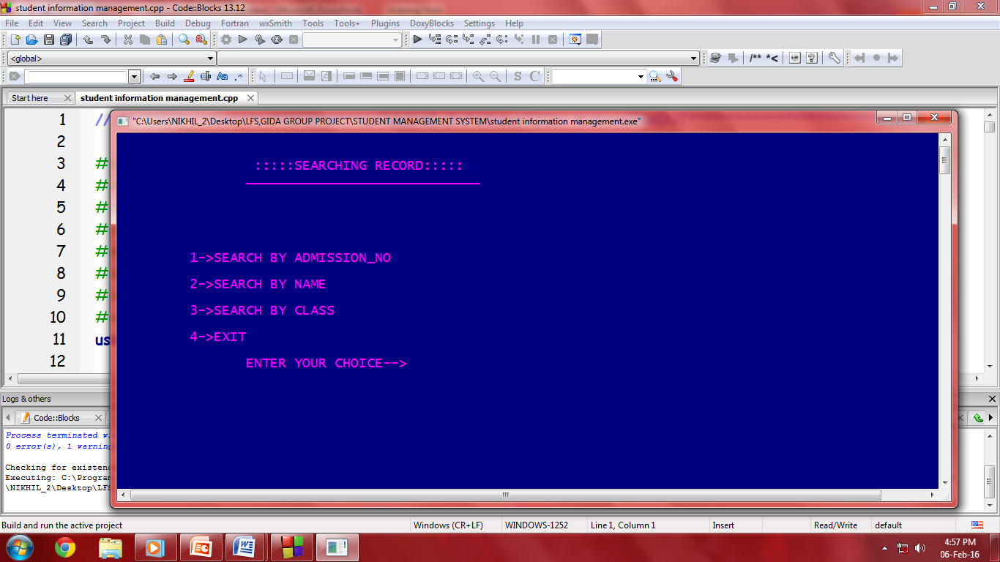 student information management.cpp - Code::Blocks 13.12
File Edit View Search Project Build Debug Fortran wxSmith Tools Tools+ Plugins DoxyBlocks Settings Help
<global>
/** *<
S C
Start here student information management.cpp
"C:\Users\NIKHIL_2\Desktop\LFS,GIDA GROUP PROJECT\STUDENT MANAGEMENT SYSTEM\student information management.exe"
1 //
2
3 #
4 #
5 #
6 #
7 #
8 #
9 #
10 #
11 us
12
:::::SEARCHING RECORD:::::
1->SEARCH BY ADMISSION_NO
2->SEARCH BY NAME
3->SEARCH BY CLASS
4->EXIT
ENTER YOUR CHOICE-->
Logs & others
Code::Blocks
Process terminated w
0 error(s), 1 warning
Checking for existenc
Executing: C:\Program
\NIKHIL_2\Desktop\LFS
Build and run the active project Windows (CR+LF) WINDOWS-1252 Line 1, Column 1 Insert Read/Write default
4:57 PM
06-Feb-16